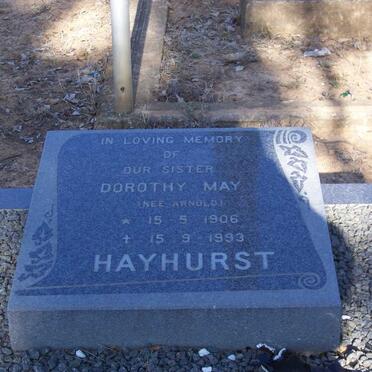 IN LOVING MEMORY
OF
OUR SISTER
DOROTHY MAY
(NEE ARNOLD)
* 15 - 5 - 1906
✝ 15 - 9 - 1993
HAYHURST